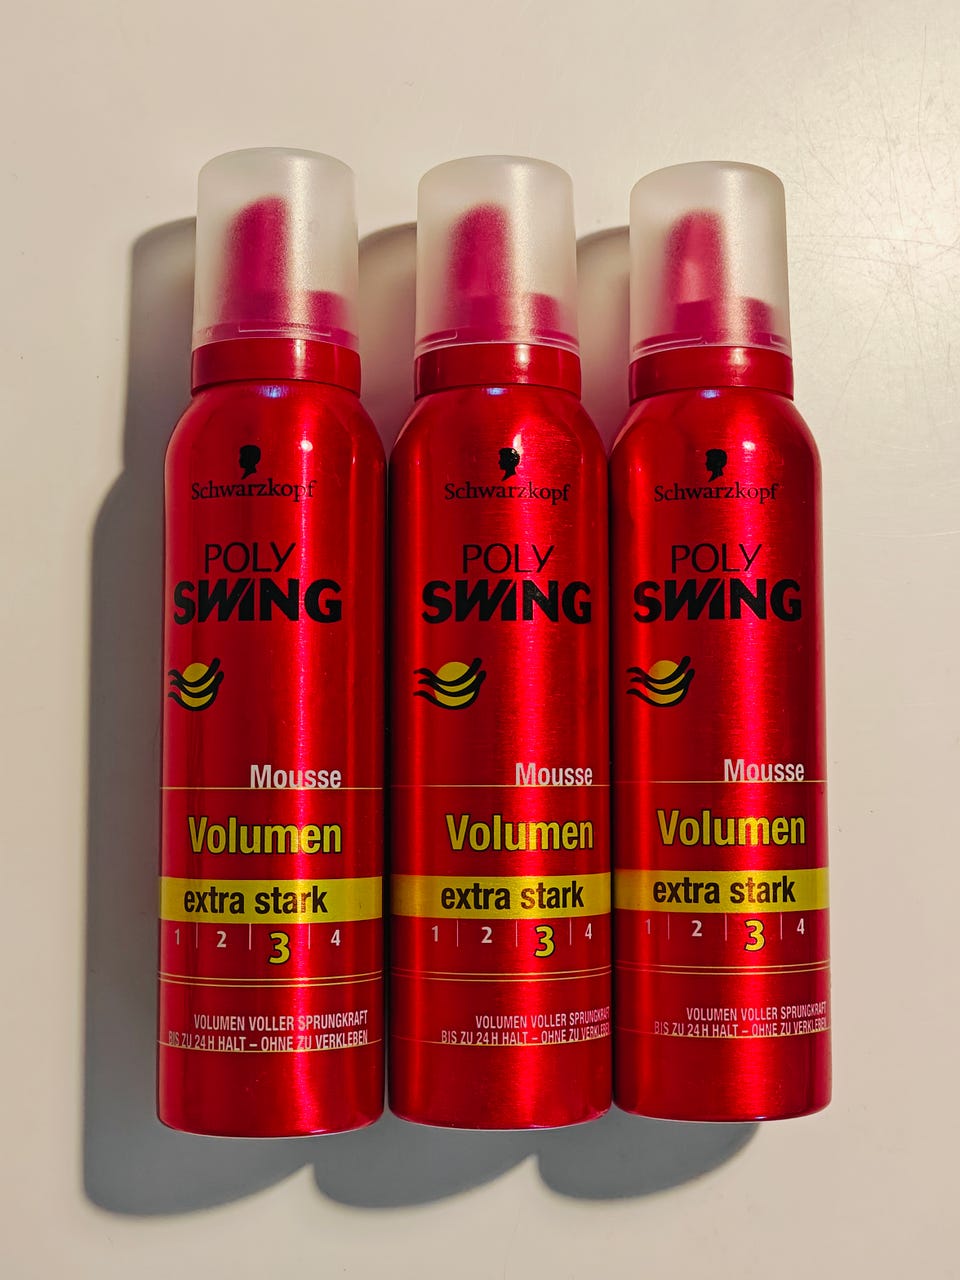 Schwarzkopf
POLY
SWING
Mousse
Volumen
extra stark
1 2 3 4
VOLUMEN VOLLER SPRUNGKRAFT
BIS ZU 24 H HALT – OHNE ZU VERKLEBEN
Schwarzkopf
POLY
SWING
Mousse
Volumen
extra stark
1 2 3 4
VOLUMEN VOLLER SPRUNGKRAFT
BIS ZU 24 H HALT – OHNE ZU VERKLEBEN
Schwarzkopf
POLY
SWING
Mousse
Volumen
extra stark
1 2 3 4
VOLUMEN VOLLER SPRUNGKRAFT
BIS ZU 24 H HALT – OHNE ZU VERKLEBEN